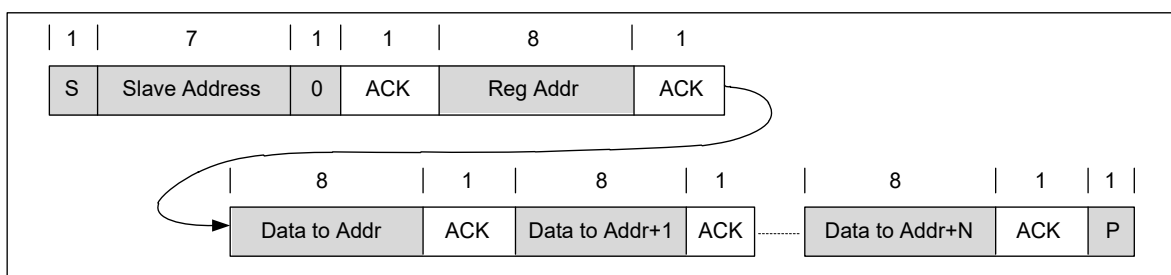 1 7 1 1 8 1
S Slave Address 0 ACK Reg Addr ACK
8 1 8 1 8 1 1
Data to Addr ACK Data to Addr+1 ACK Data to Addr+N ACK P